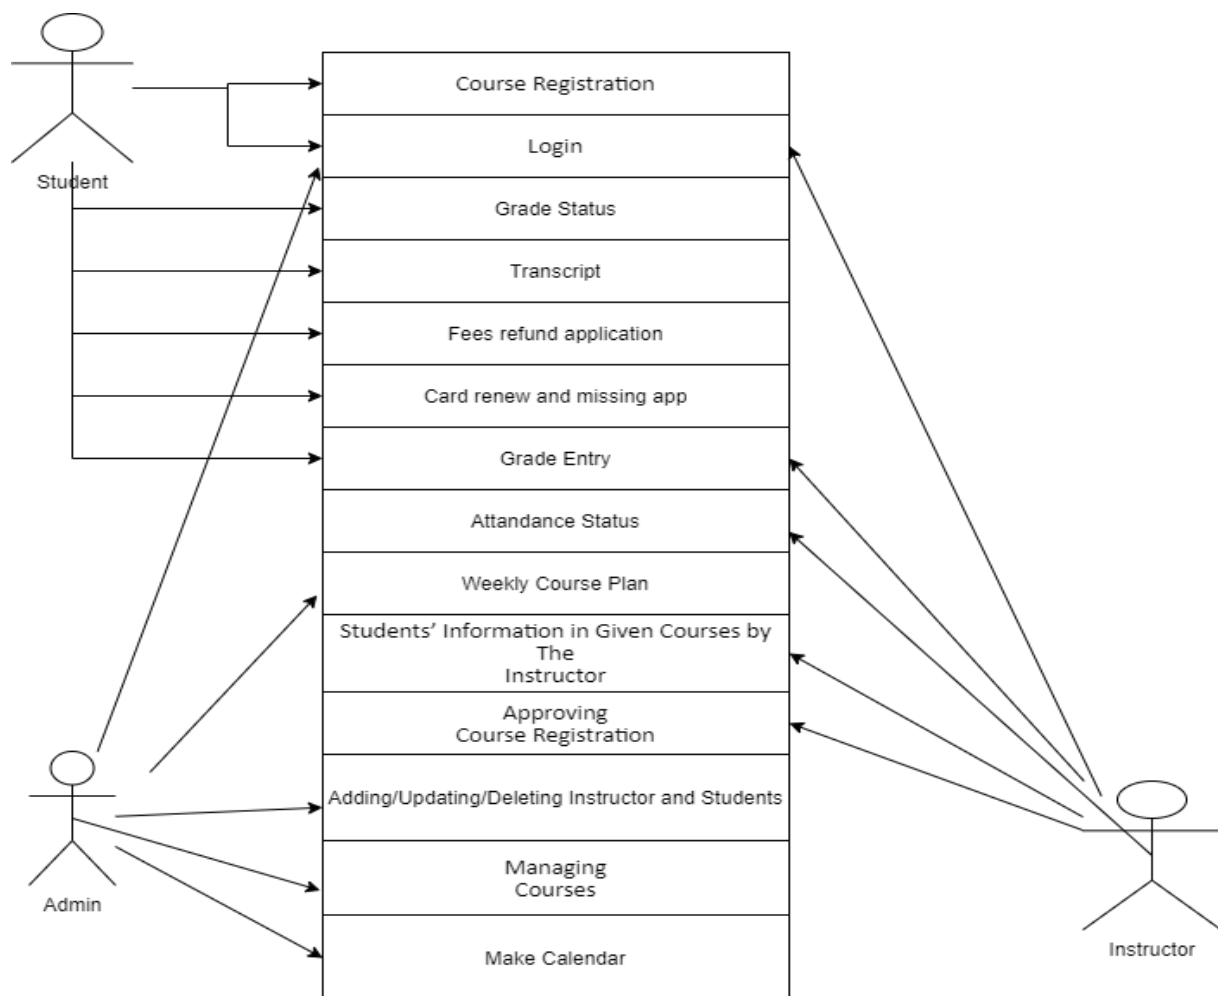 Course Registration
Login
Student
Grade Status
Transcript
Fees refund application
Card renew and missing app
Grade Entry
Attandance Status
Weekly Course Plan
Students’ Information in Given Courses by
The
Instructor
Approving
Course Registration
Adding/Updating/Deleting Instructor and Students
Managing
Courses
Admin
Make Calendar
Instructor